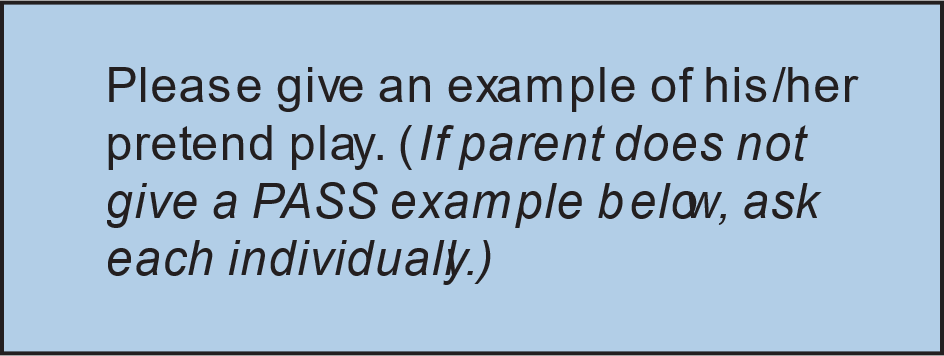 Please give an example of his/her
pretend play. (If parent does not
give a PASS example below, ask
each individually.)